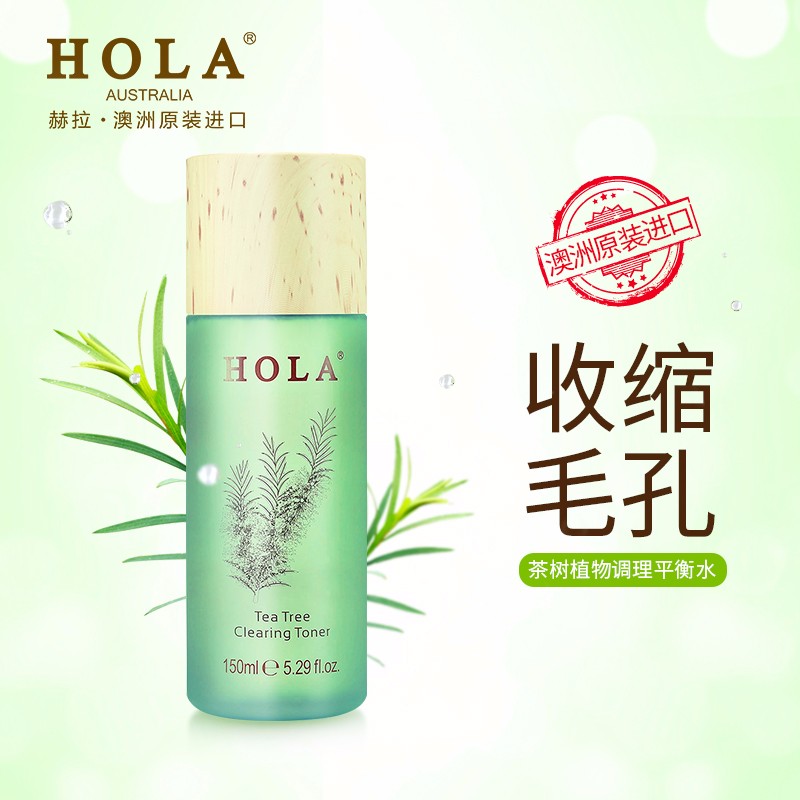 HOLA®
AUSTRALIA
赫拉·澳洲原装进口
澳洲原装进口
收缩
毛孔
茶树植物调理平衡水
HOLA®
Tea Tree
Clearing Toner
150ml℮5.29 fl.oz.